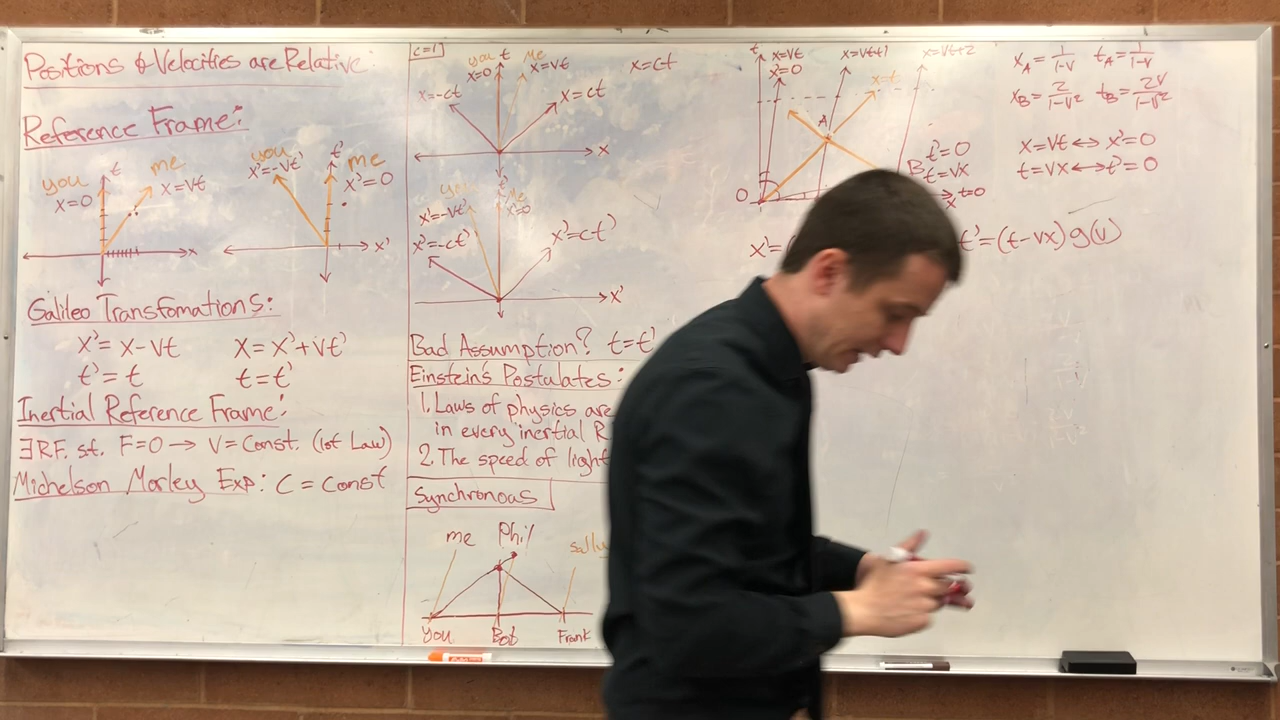 Positions & Velocities are Relative:
Reference Frame:
you
x=0
t
me
x=vt
x
you
x'=-vt'
t'
me
x'=0
x'
Galileo Transfomations:
x'=x-vt x=x'+vt'
t'=t t=t'
Inertial Reference Frame:
∃ R.F. st. F=0 → V=Const. (1st Law)
Michelson Morley Exp: C = Const
c=1
you t Me
x=0 x=vt x=ct
x=-ct x=ct
x
you t' Me
x'=-vt' x'=0
x'=-ct' x'=ct'
x'
Bad Assumption? t=t'
Einstein's Postulates:
1. Laws of physics are
in every inertial R
2. The speed of light
Synchronous
me Phil sally
you Bob Frank
t x=vt x=vt+1 x=vt+2
x=0
x=t
A
B
t'=0
t=vx
O
x t=0
x_A=1/(1-v) t_A=1/(1-v)
x_B=2/(1-v²) t_B=2v/(1-v²)
x=vt ↔ x'=0
t=vx ↔ t'=0
x'=( t'=(t-vx)g(v)